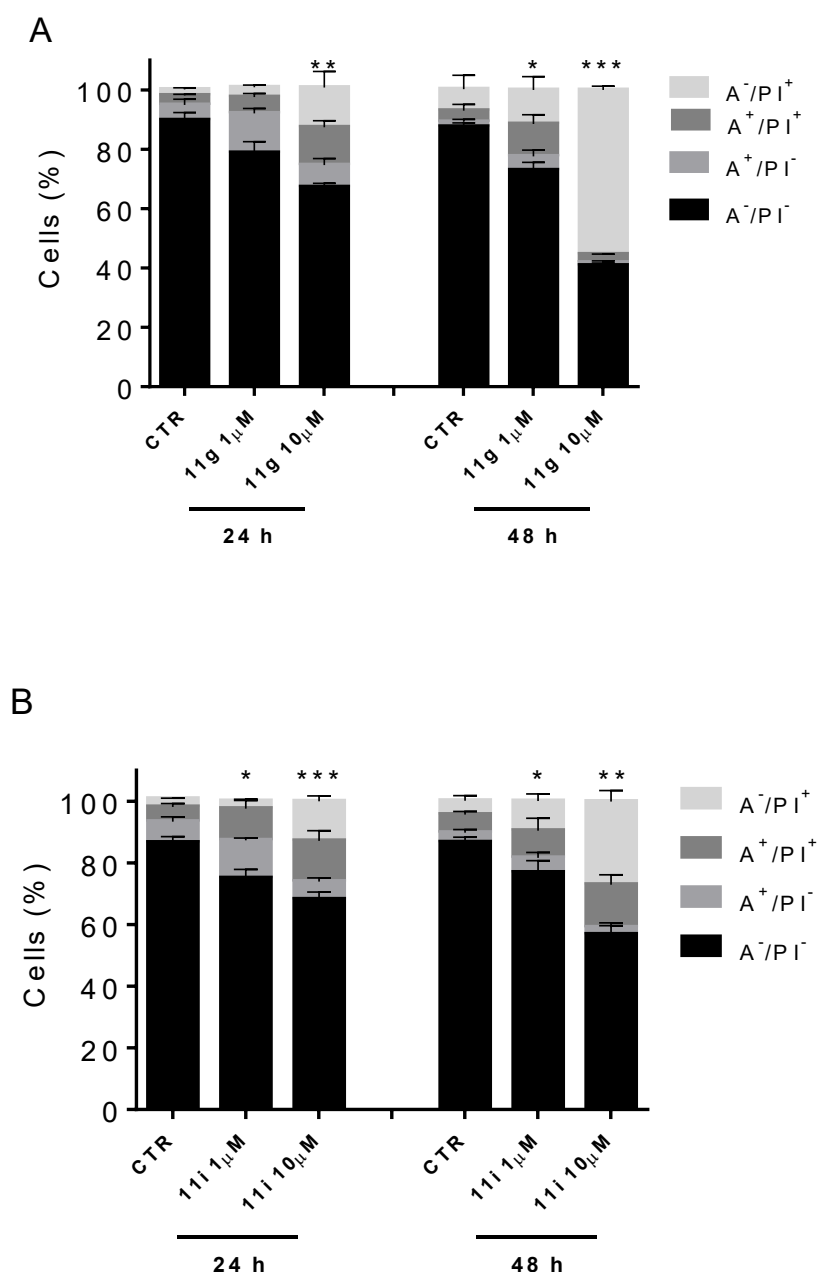 A
** * ***
100
80
60
40
20
0
Cells (%)
A⁻/PI⁺
A⁺/PI⁺
A⁺/PI⁻
A⁻/PI⁻
CTR
11g 1μM
11g 10μM
CTR
11g 1μM
11g 10μM
24 h
48 h
B
* *** * **
100
80
60
40
20
0
Cells (%)
A⁻/PI⁺
A⁺/PI⁺
A⁺/PI⁻
A⁻/PI⁻
CTR
11i 1μM
11i 10μM
CTR
11i 1μM
11i 10μM
24 h
48 h